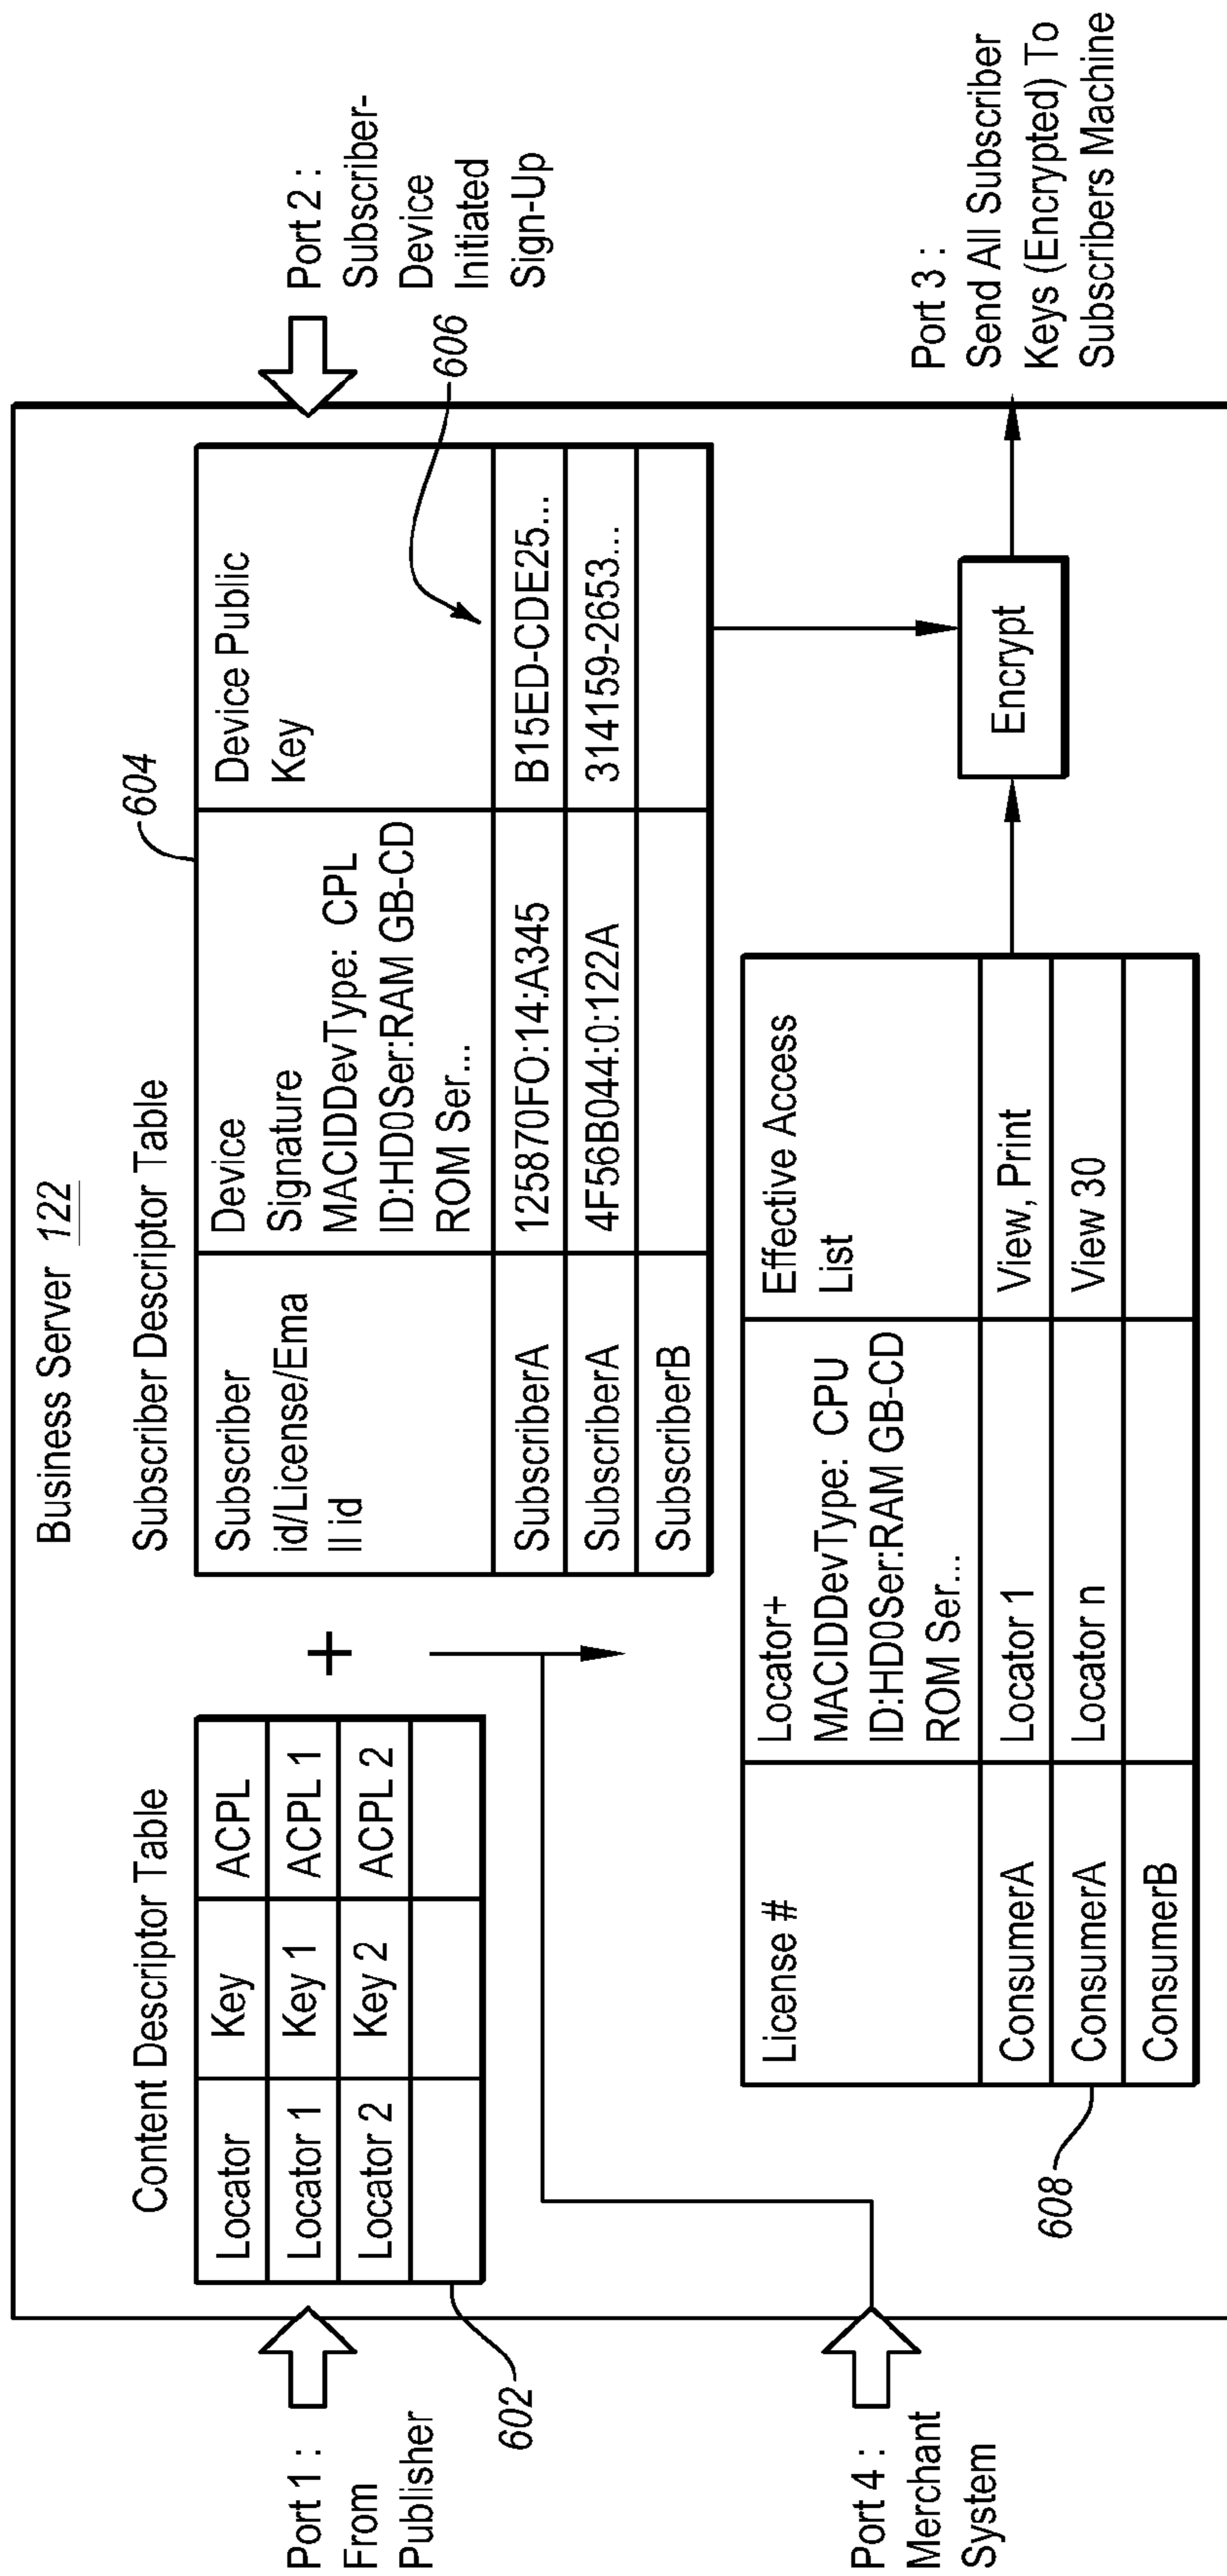 Business Server 122
Content Descriptor Table
Subscriber Descriptor Table
Port 1 :
From
Publisher
602
Locator Key ACPL
Locator 1 Key 1 ACPL 1
Locator 2 Key 2 ACPL 2
+
604
Subscriber
id/License/Ema
ll id
Device
Signature
MACIDDevType: CPL
ID:HD0Ser:RAM GB-CD
ROM Ser...
Device Public
Key
SubscriberA 125870FO:14:A345 B15ED-CDE25...
SubscriberA 4F56B044:0:122A 314159-2653...
SubscriberB
Port 2 :
Subscriber-
Device
Initiated
Sign-Up
606
Port 4 :
Merchant
System
608
License #
Locator+
MACIDDevType: CPU
ID:HD0Ser:RAM GB-CD
ROM Ser...
Effective Access
List
ConsumerA Locator 1 View, Print
ConsumerA Locator n View 30
ConsumerB
Encrypt
Port 3 :
Send All Subscriber
Keys (Encrypted) To
Subscribers Machine